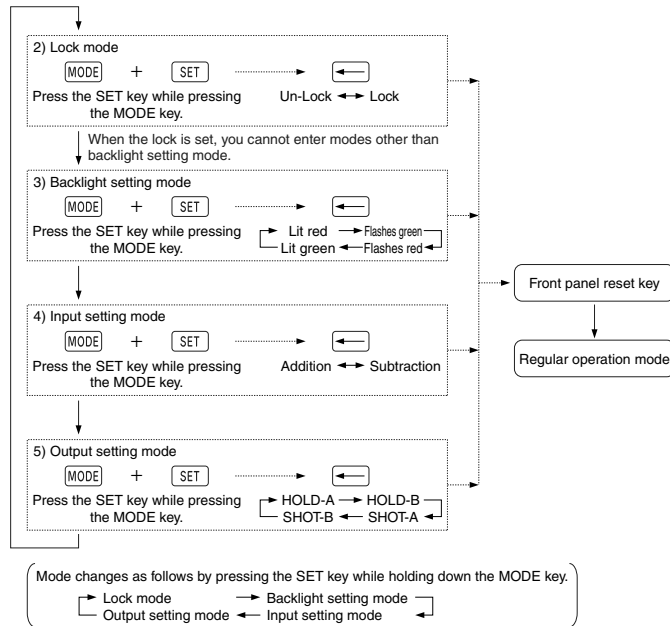 2) Lock mode
MODE + SET
Press the SET key while pressing
the MODE key.
Un-Lock Lock
When the lock is set, you cannot enter modes other than
backlight setting mode.
3) Backlight setting mode
MODE + SET
Press the SET key while pressing
the MODE key.
Lit red Flashes green
Lit green Flashes red
4) Input setting mode
MODE + SET
Press the SET key while pressing
the MODE key.
Addition Subtraction
5) Output setting mode
MODE + SET
Press the SET key while pressing
the MODE key.
HOLD-A HOLD-B
SHOT-B SHOT-A
Front panel reset key
Regular operation mode
Mode changes as follows by pressing the SET key while holding down the MODE key.
Lock mode Backlight setting mode
Output setting mode Input setting mode